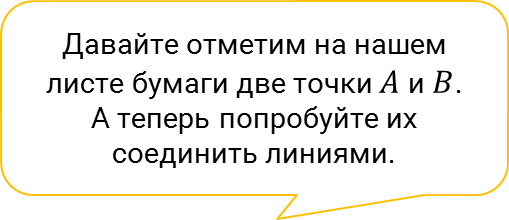 Давайте отметим на нашем
листе бумаги две точки A и B.
А теперь попробуйте их
соединить линиями.